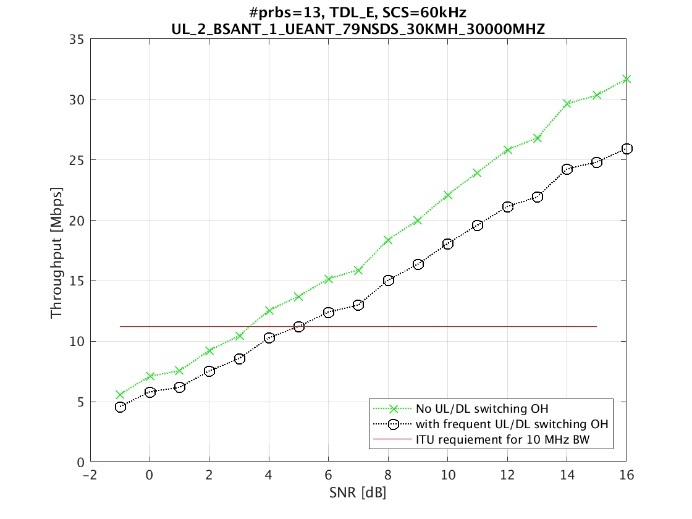 #prbs=13, TDL_E, SCS=60kHz
UL_2_BSANT_1_UEANT_79NSDS_30KMH_30000MHZ
35
30
25
20
15
10
5
0
Throughput [Mbps]
-2 0 2 4 6 8 10 12 14 16
SNR [dB]
No UL/DL switching OH
with frequent UL/DL switching OH
ITU requiement for 10 MHz BW